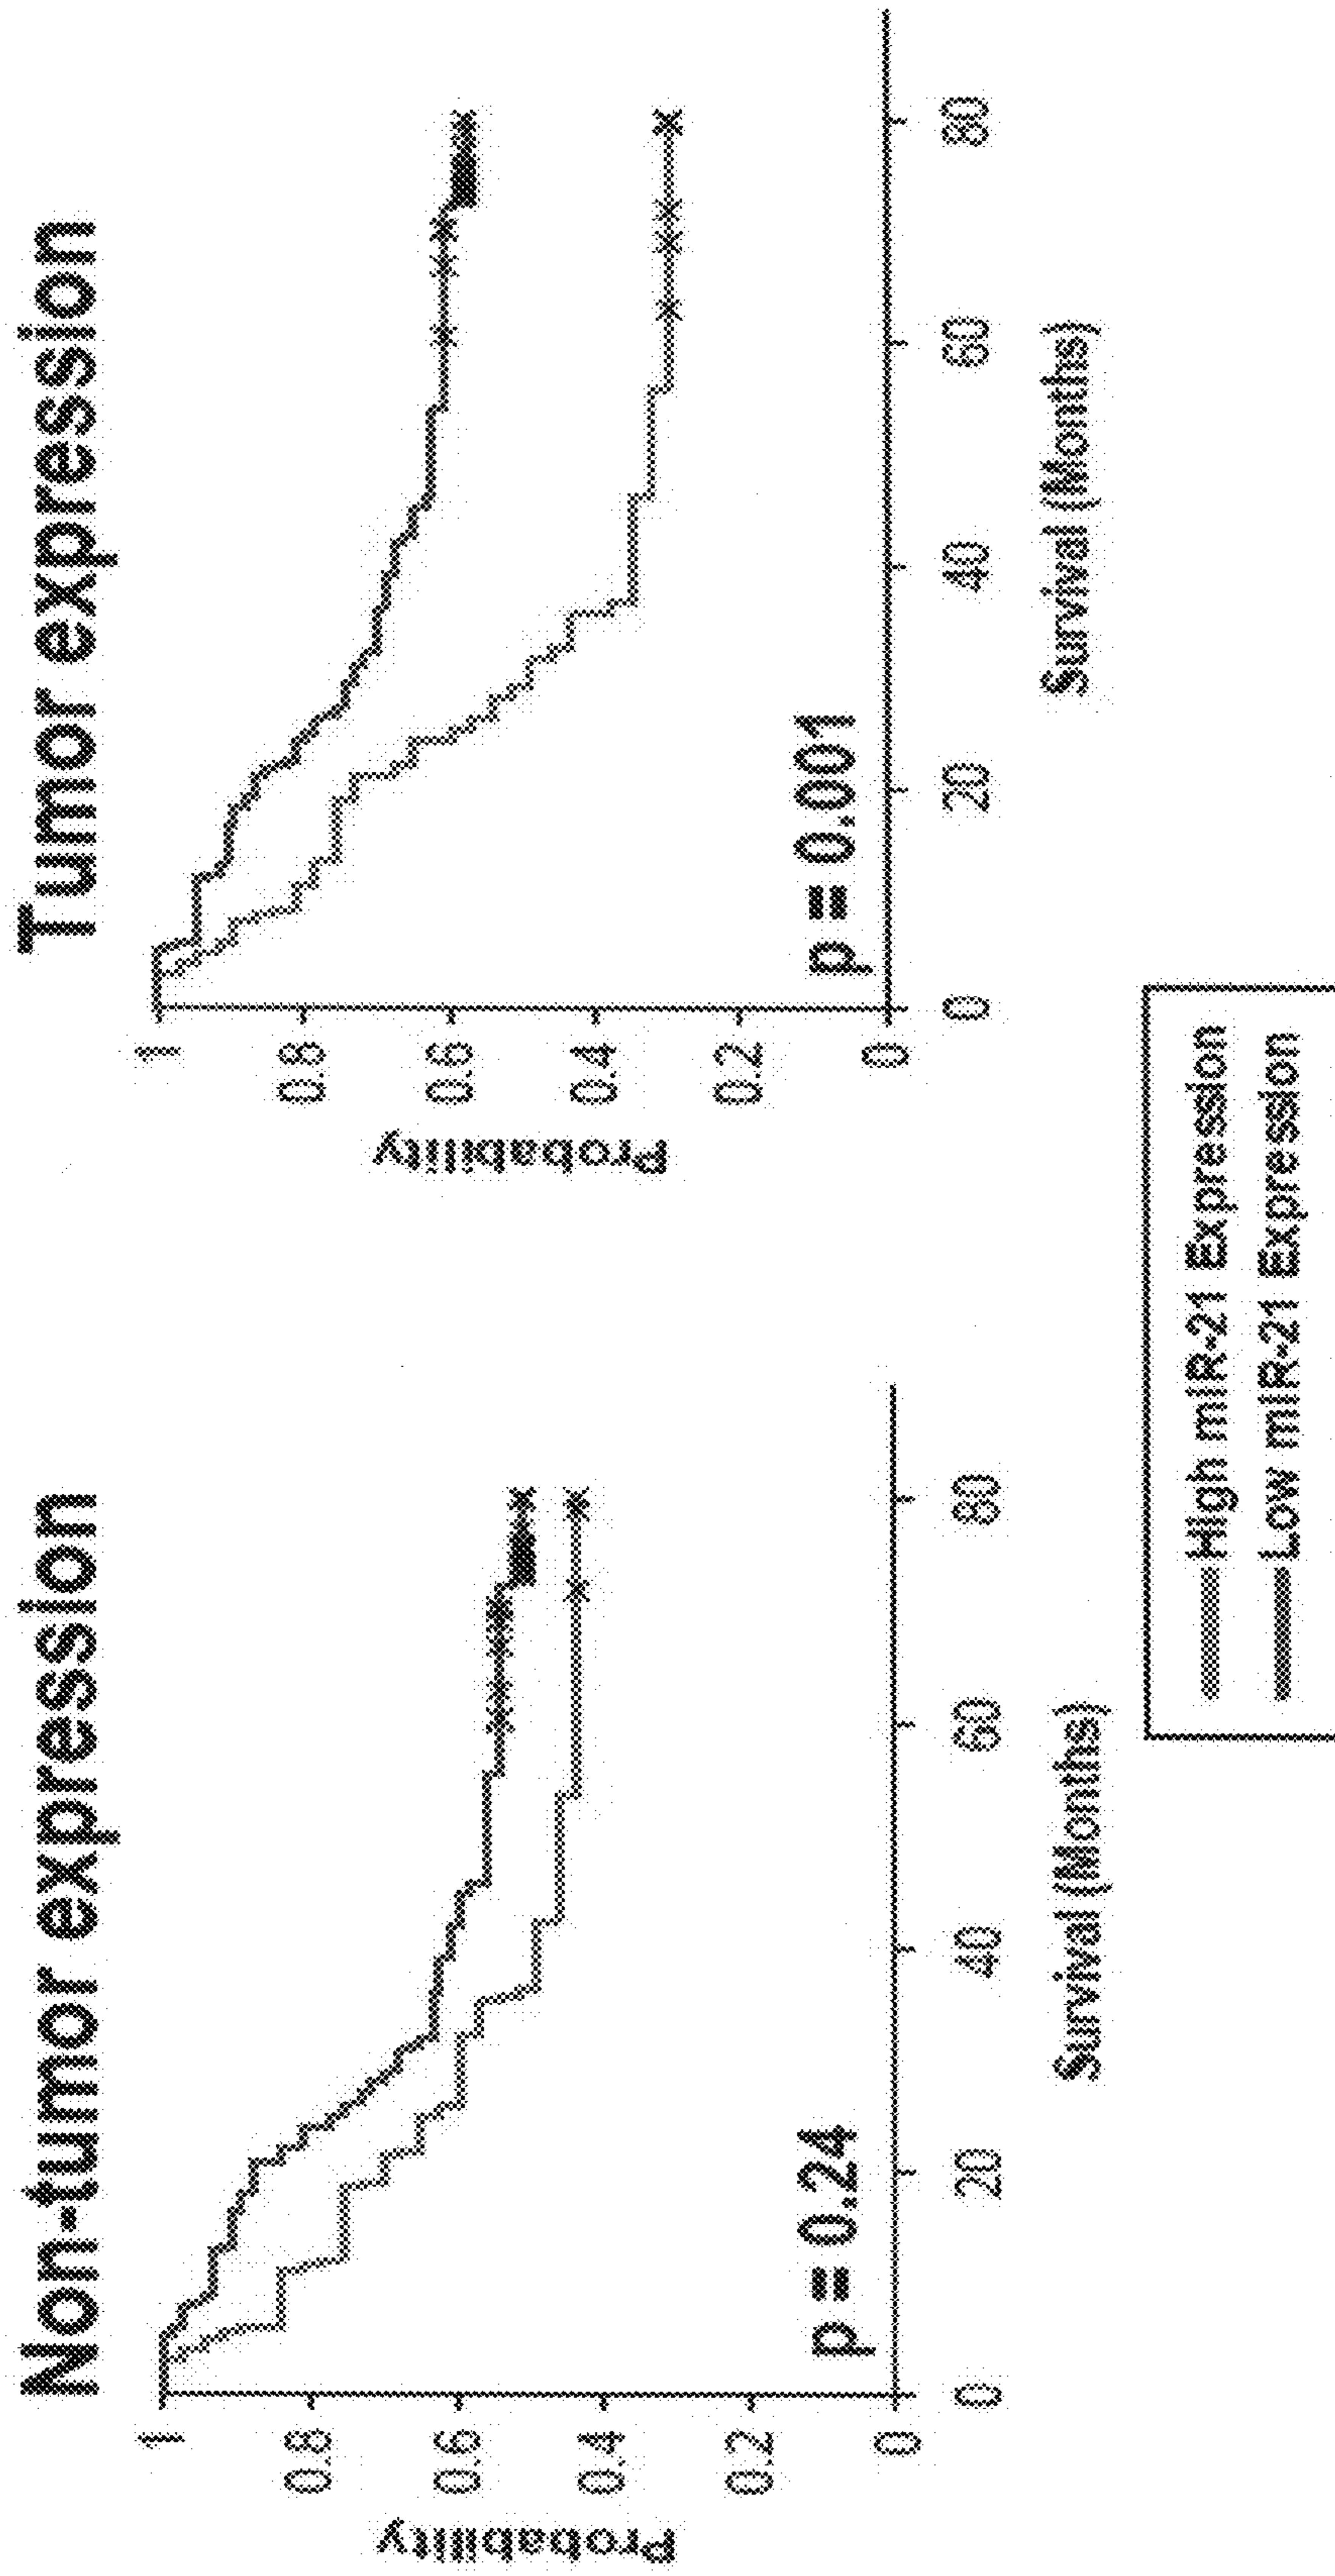 Non-tumor expression
Probability
1
0.8
0.6
0.4
0.2
0
p = 0.24
0
20
40
60
80
Survival (Months)
Tumor expression
Probability
1
0.8
0.6
0.4
0.2
0
p = 0.001
0
20
40
60
80
Survival (Months)
High miR-21 Expression
Low miR-21 Expression